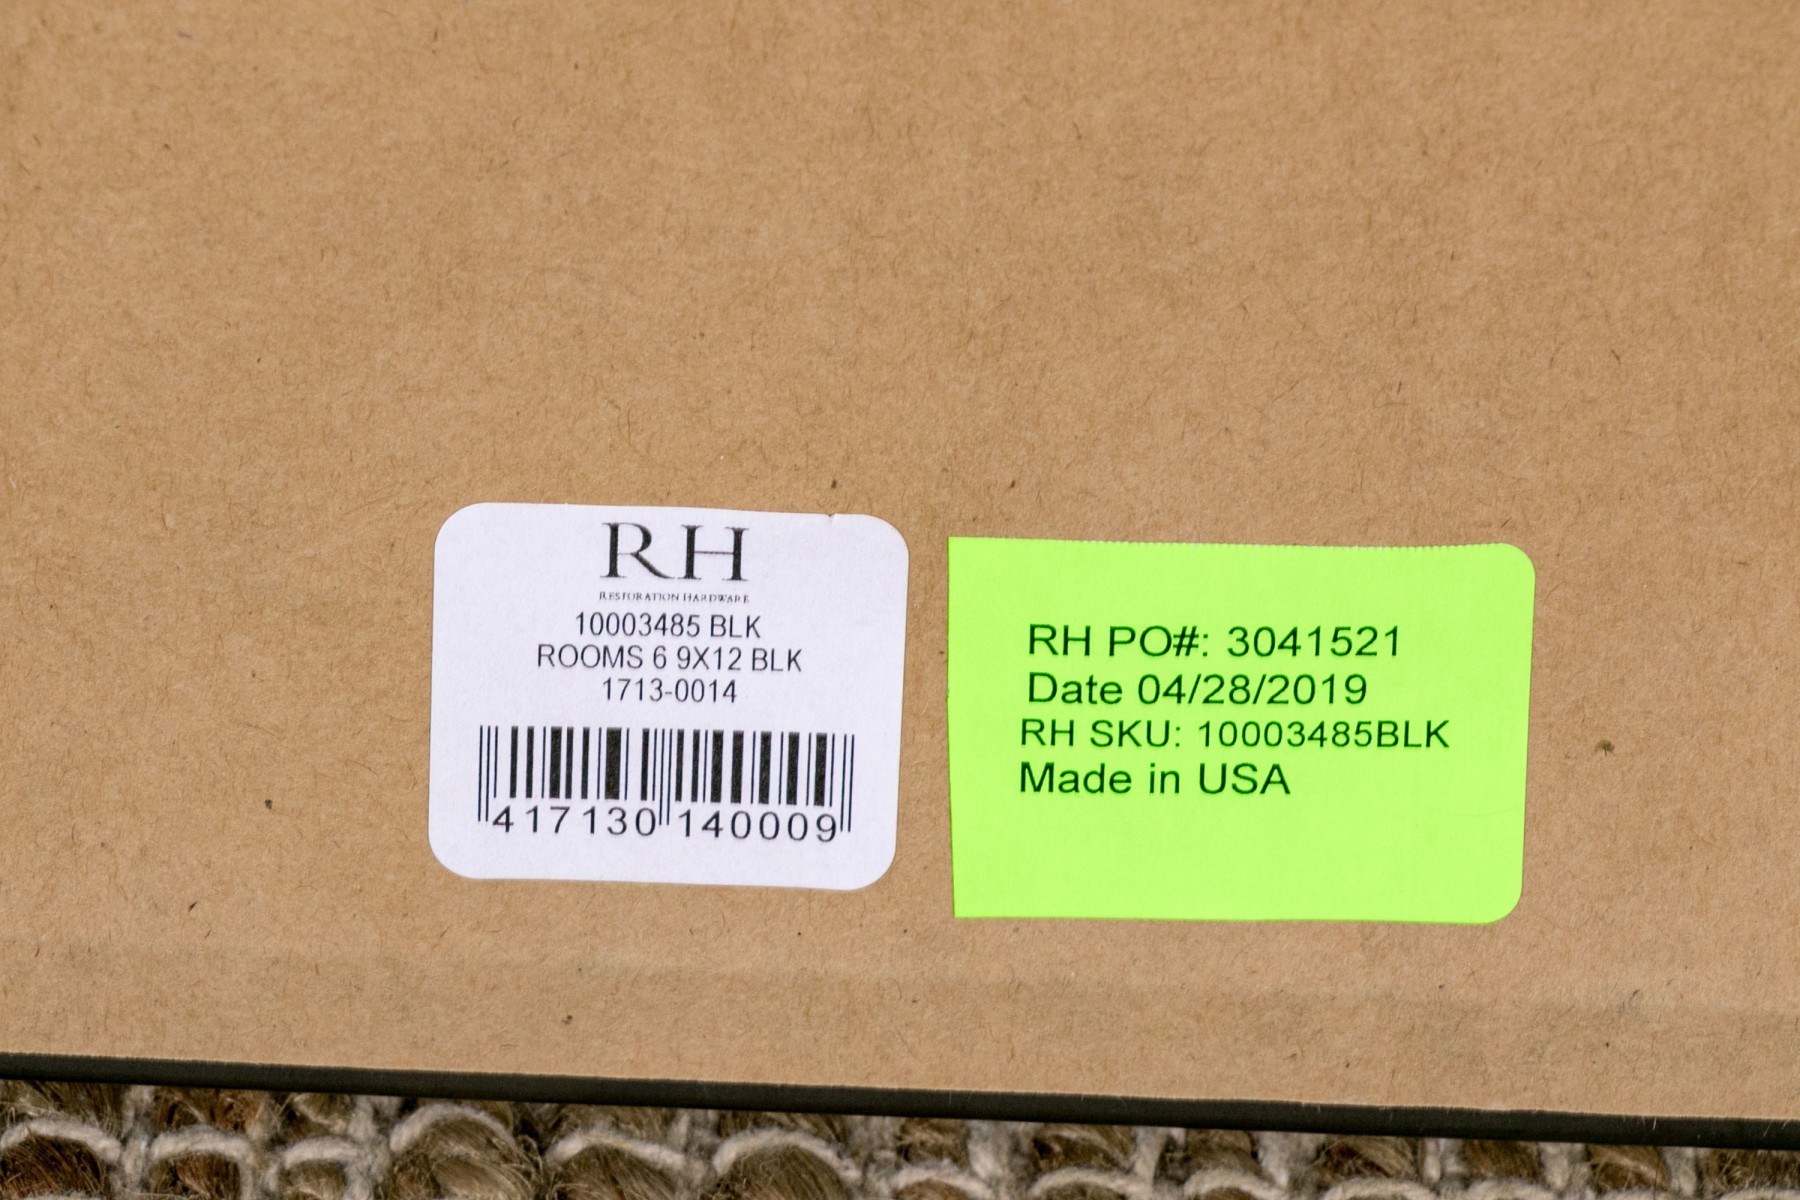 RH
RESTORATION HARDWARE
10003485 BLK
ROOMS 6 9X12 BLK
1713-0014
417130 140009
RH PO#: 3041521
Date 04/28/2019
RH SKU: 10003485BLK
Made in USA